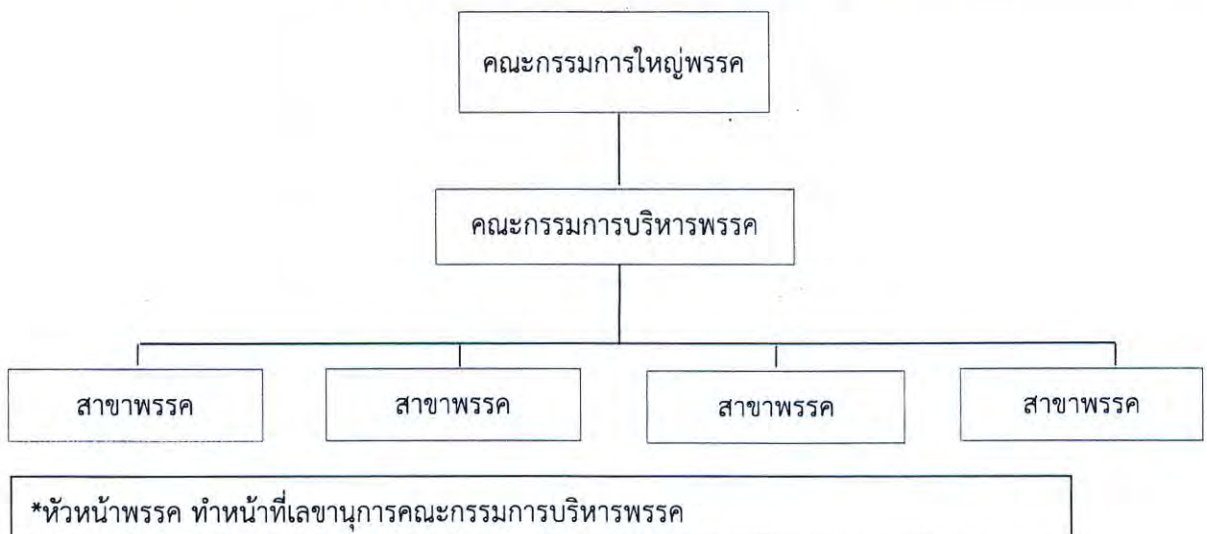 คณะกรรมการใหญ่พรรค
คณะกรรมการบริหารพรรค
สาขาพรรค
สาขาพรรค
สาขาพรรค
สาขาพรรค
*หัวหน้าพรรค ทำหน้าที่เลขานุการคณะกรรมการบริหารพรรค